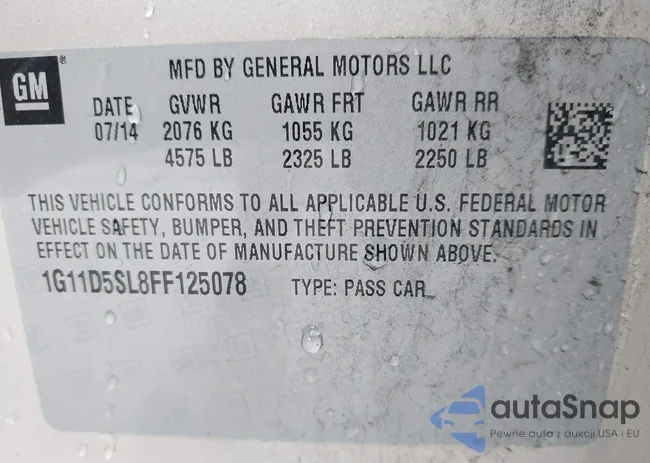 GM
®
MFD BY GENERAL MOTORS LLC
DATE GVWR GAWR FRT GAWR RR
07/14 2076 KG 1055 KG 1021 KG
4575 LB 2325 LB 2250 LB
THIS VEHICLE CONFORMS TO ALL APPLICABLE U.S. FEDERAL MOTOR
VEHICLE SAFETY, BUMPER, AND THEFT PREVENTION STANDARDS IN
EFFECT ON THE DATE OF MANUFACTURE SHOWN ABOVE.
1G11D5SL8FF125078 TYPE: PASS CAR
autaSnap
Pewne auta z aukcji USA i EU